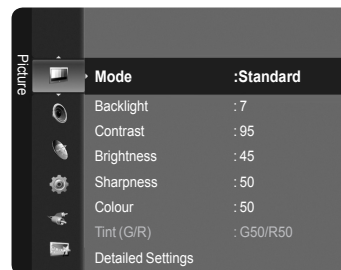 Picture
Mode :Standard
Backlight : 7
Contrast : 95
Brightness : 45
Sharpness : 50
Colour : 50
Tint (G/R) : G50/R50
Detailed Settings